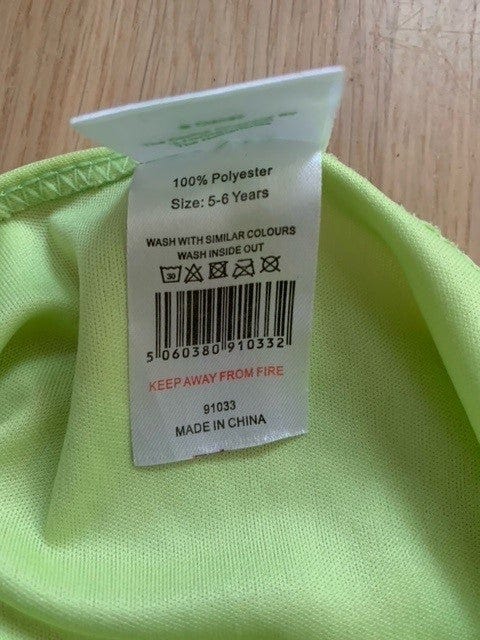 100% Polyester
Size: 5-6 Years
WASH WITH SIMILAR COLOURS
WASH INSIDE OUT
30
5 060380 910332
KEEP AWAY FROM FIRE
91033
MADE IN CHINA